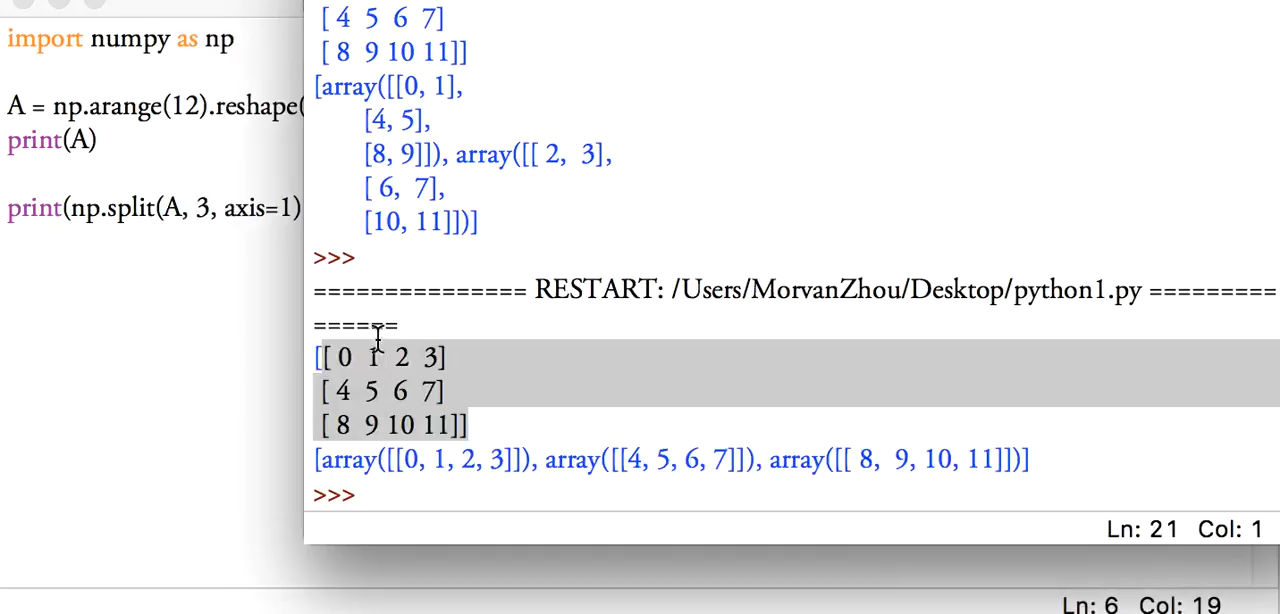 import numpy as np
A = np.arange(12).reshape(
print(A)
print(np.split(A, 3, axis=1)
[ 4 5 6 7]
[ 8 9 10 11]]
[array([[0, 1],
[4, 5],
[8, 9]]), array([[ 2, 3],
[ 6, 7],
[10, 11]])]
>>>
=============== RESTART: /Users/MorvanZhou/Desktop/python1.py =========
======
[[ 0 1 2 3]
[ 4 5 6 7]
[ 8 9 10 11]]
[array([[0, 1, 2, 3]]), array([[4, 5, 6, 7]]), array([[ 8, 9, 10, 11]])]
>>>
Ln: 21 Col: 1
Ln: 6 Col: 19